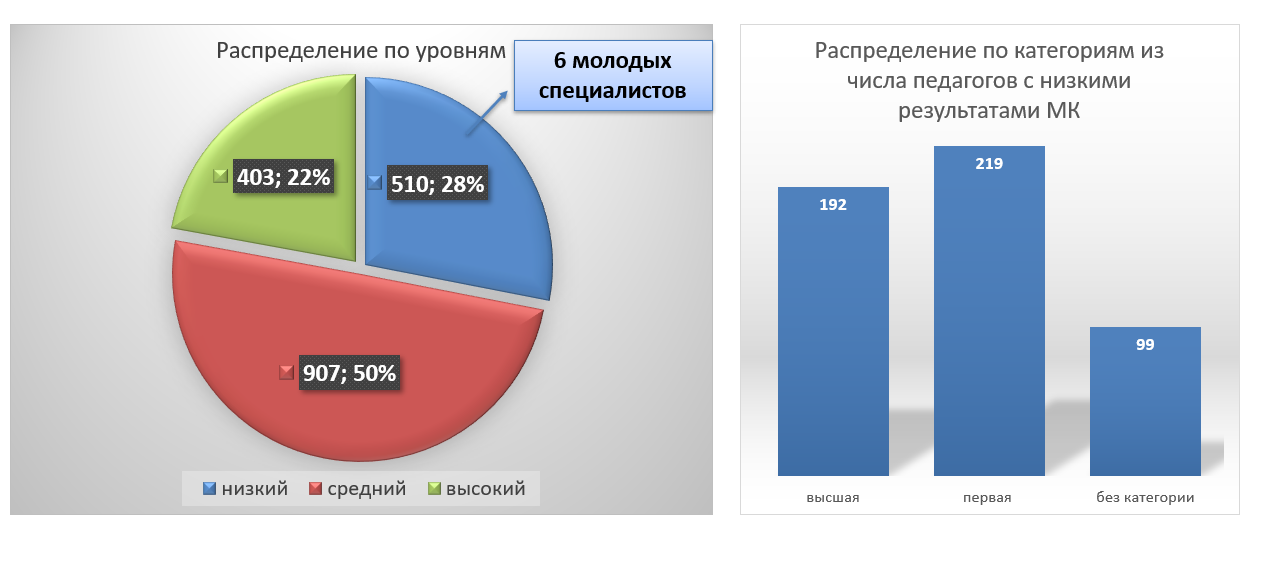 Распределение по уровням
6 молодых
специалистов
403; 22%
510; 28%
907; 50%
низкий
средний
высокий
Распределение по категориям из
числа педагогов с низкими
результатами МК
192
219
99
высшая
первая
без категории